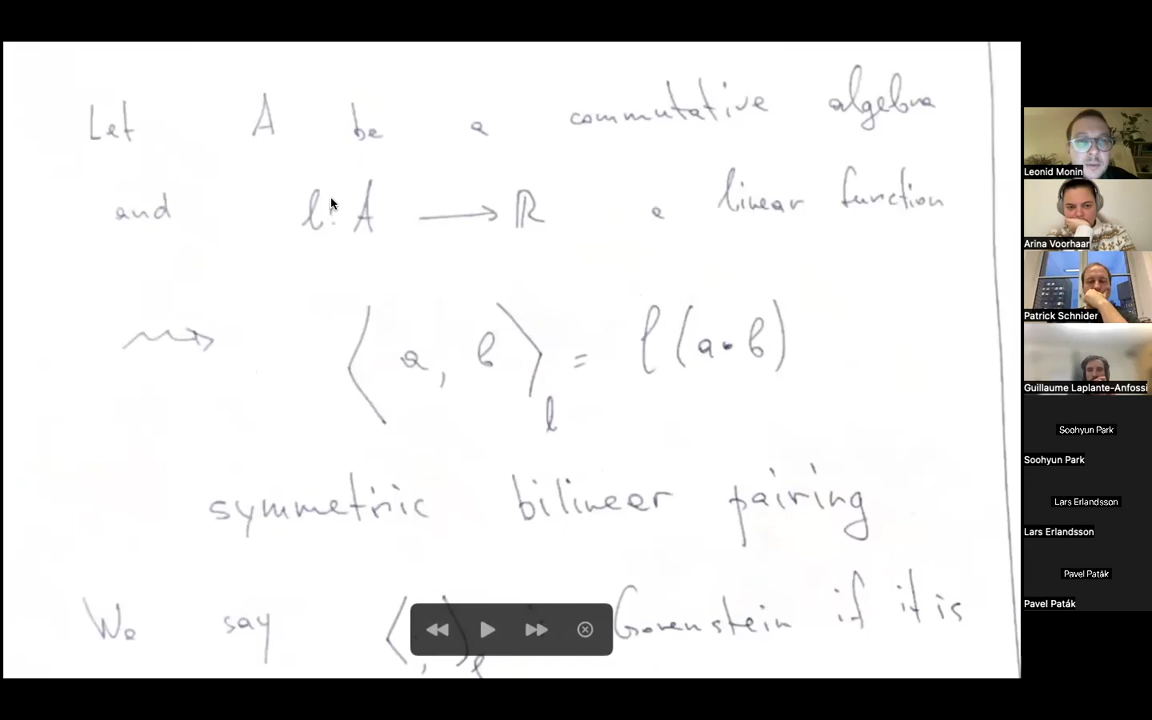 Let A be a commutative algebra
and l: A ⟶ ℝ a linear function
⇝ ⟨a, b⟩_l = l(a·b)
symmetric bilinear pairing
We say ⟨ , ⟩_l Gorenstein if it is
Leonid Monin
Arina Voorhaar
Patrick Schnider
Guillaume Laplante-Anfossi
Soohyun Park
Soohyun Park
Lars Erlandsson
Lars Erlandsson
Pavel Paták
Pavel Paták